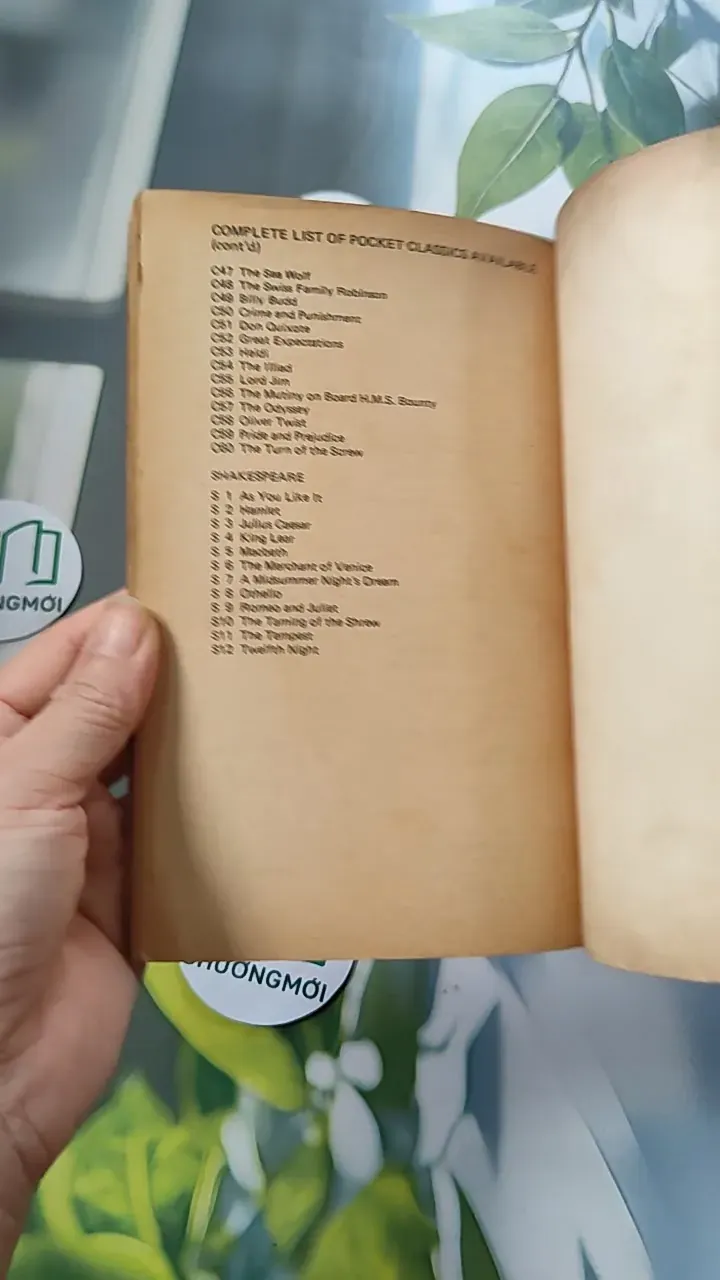 COMPLETE LIST OF POCKET CLASSICS AVAILABLE
(cont'd)
C47 The Sea Wolf
C48 The Swiss Family Robinson
C49 Billy Budd
C50 Crime and Punishment
C51 Don Quixote
C52 Great Expectations
C53 Heidi
C54 The Illiad
C55 Lord Jim
C56 The Mutiny on Board H.M.S. Bounty
C57 The Odyssey
C58 Oliver Twist
C59 Pride and Prejudice
C60 The Turn of the Screw
SHAKESPEARE
S 1 As You Like It
S 2 Hamlet
S 3 Julius Caesar
S 4 King Lear
S 5 Macbeth
S 6 The Merchant of Venice
S 7 A Midsummer Night's Dream
S 8 Othello
S 9 Romeo and Juliet
S10 The Taming of the Shrew
S11 The Tempest
S12 Twelfth Night
NGMỚI
CHƯƠNGMỚI